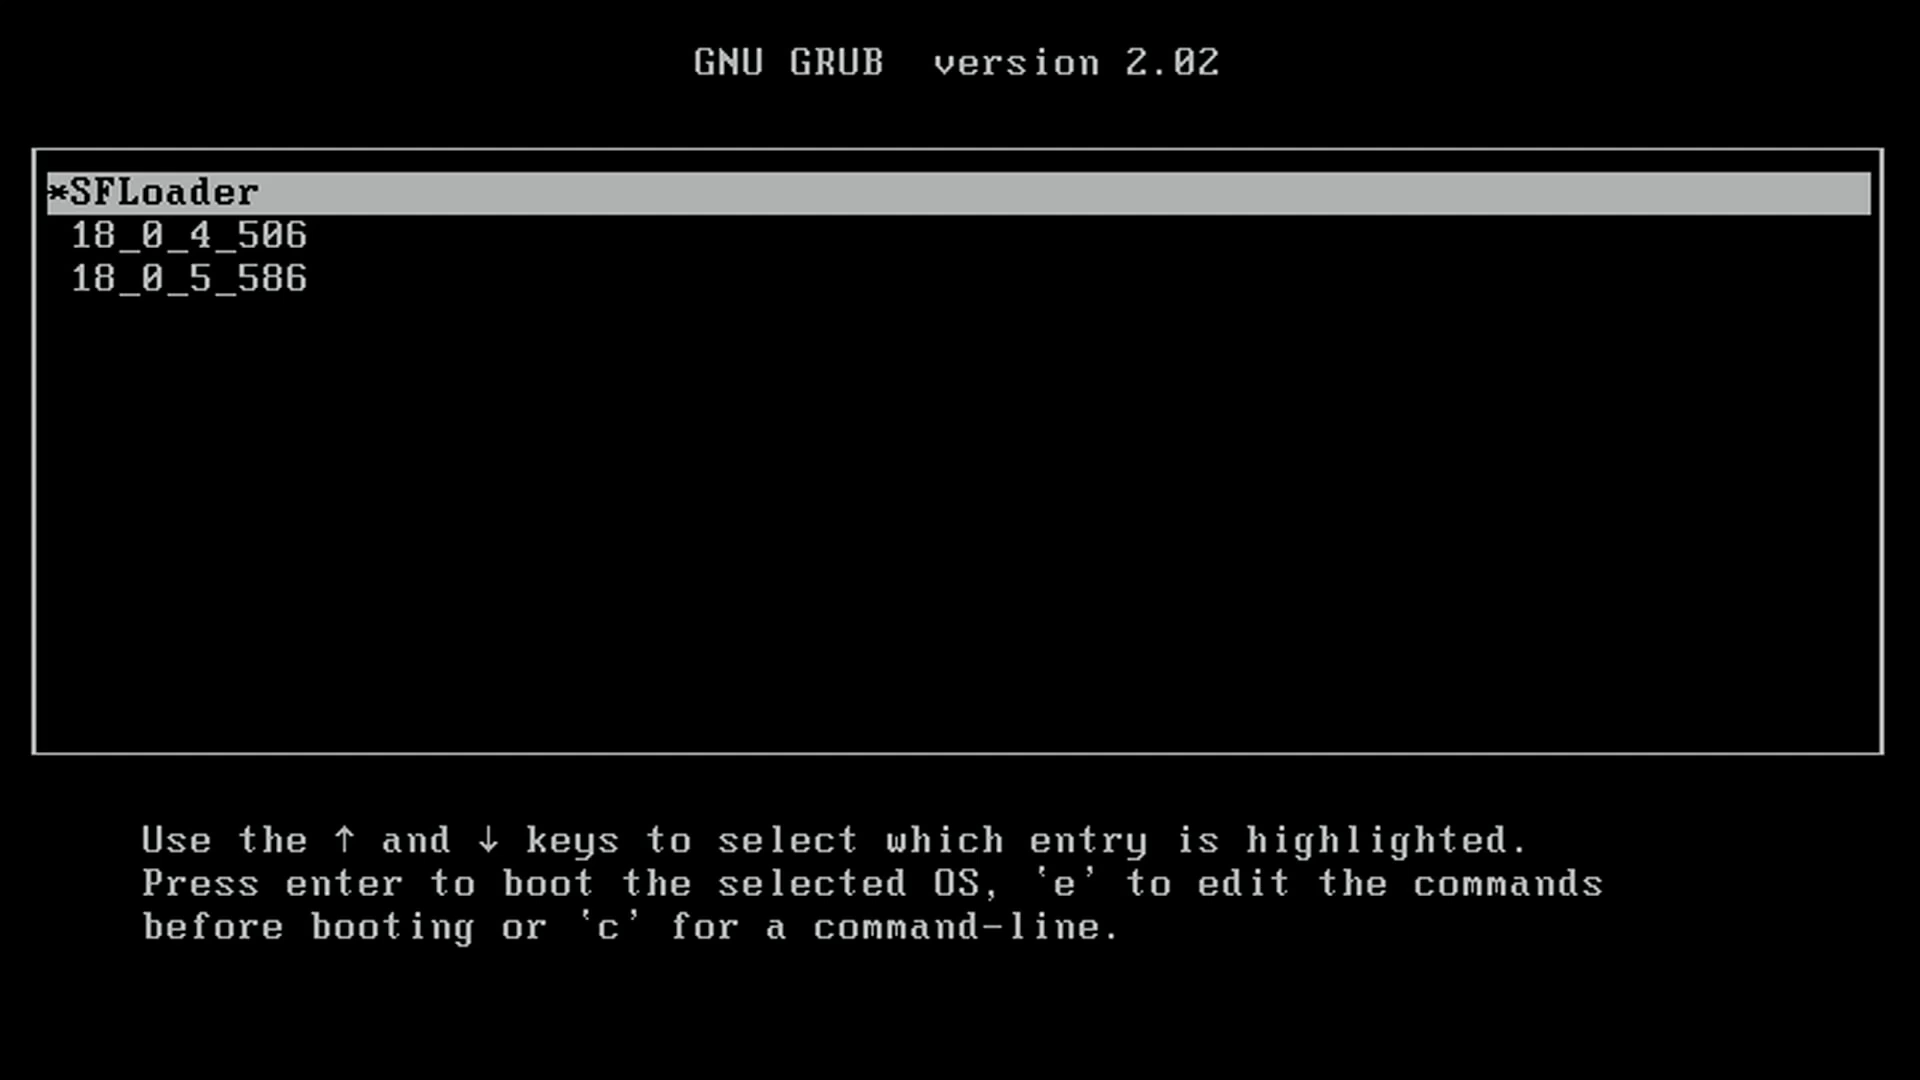 GNU GRUB  version 2.02
*SFLoader
18_0_4_506
18_0_5_586
Use the ↑ and ↓ keys to select which entry is highlighted.
Press enter to boot the selected OS, `e' to edit the commands
before booting or `c' for a command-line.